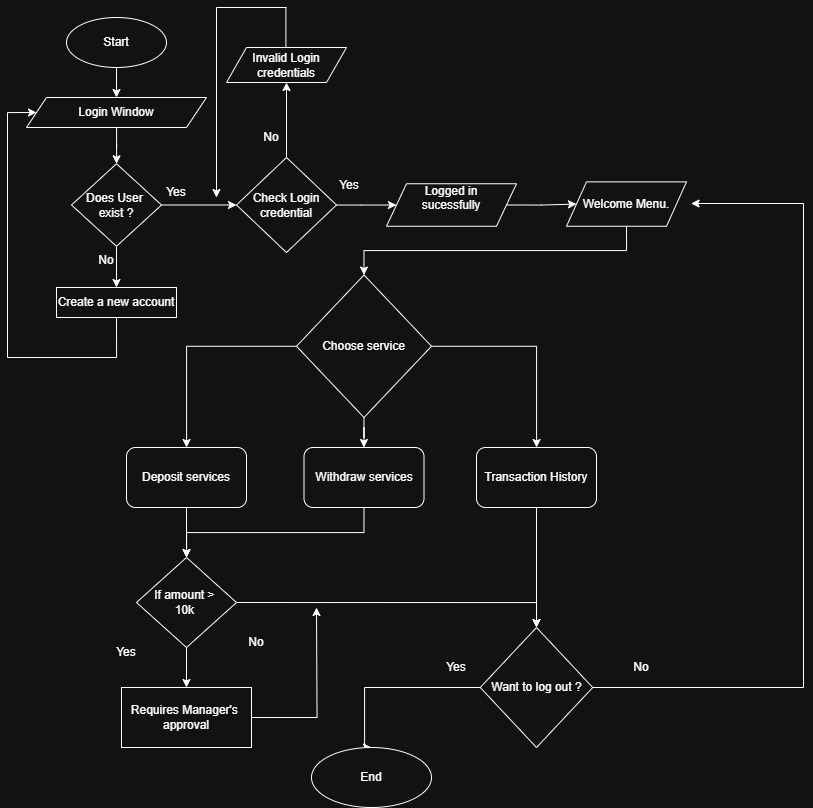 Start
Invalid Login
credentials
Login Window
No
Does User
exist ?
Yes
Check Login
credential
Yes
Logged in
sucessfully
Welcome Menu.
No
Create a new account
Choose service
Deposit services
Withdraw services
Transaction History
If amount >
10k
Yes
No
Requires Manager's
approval
Yes
Want to log out ?
No
End